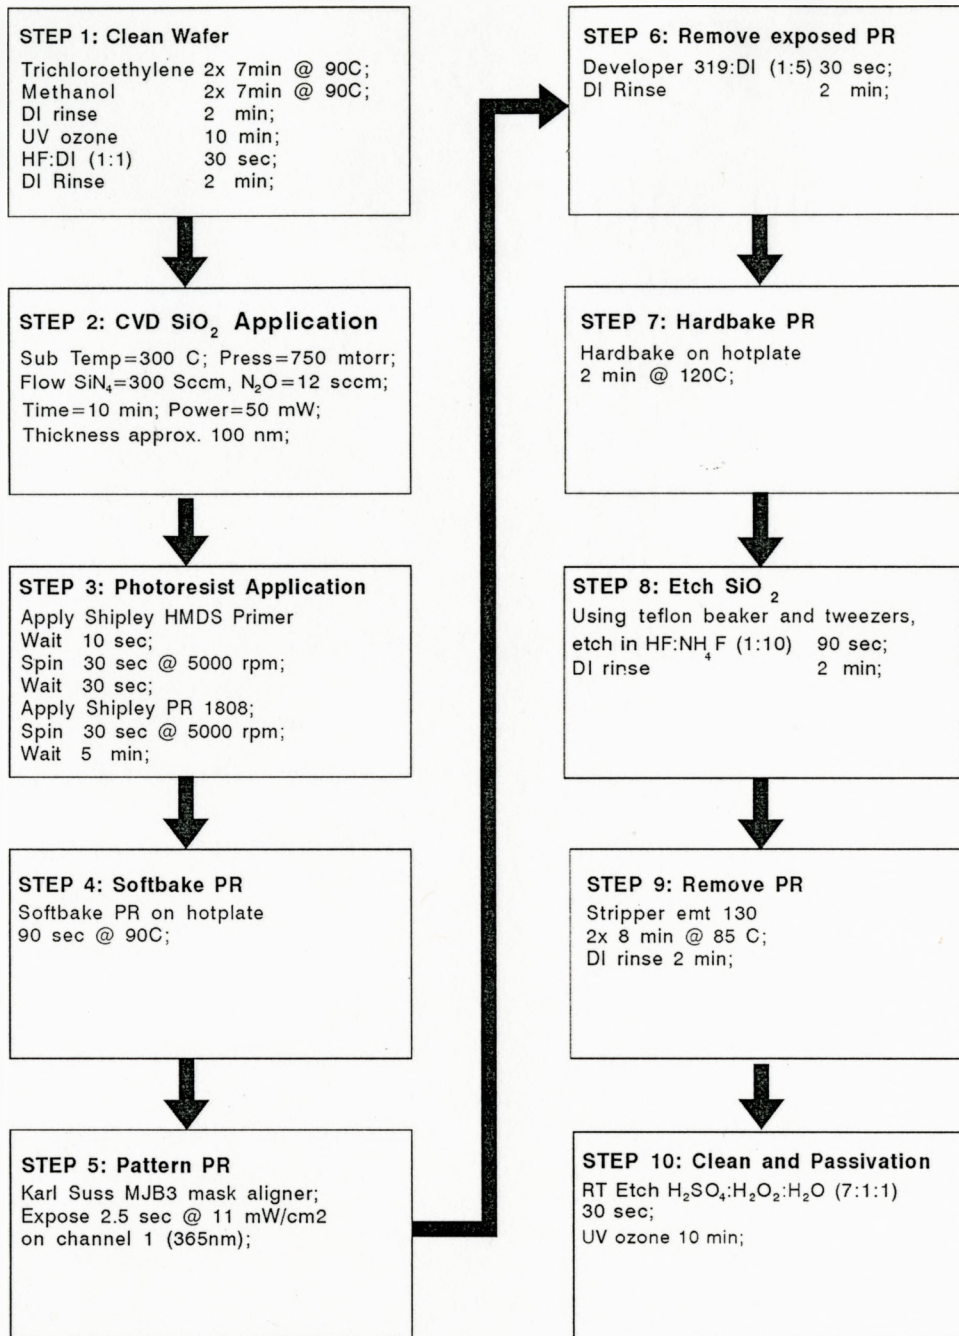 STEP 1: Clean Wafer
Trichloroethylene 2x 7min @ 90C;
Methanol 2x 7min @ 90C;
DI rinse 2 min;
UV ozone 10 min;
HF:DI (1:1) 30 sec;
DI Rinse 2 min;
STEP 2: CVD SiO₂ Application
Sub Temp=300 C; Press=750 mtorr;
Flow SiN₄=300 Sccm, N₂O=12 sccm;
Time=10 min; Power=50 mW;
Thickness approx. 100 nm;
STEP 3: Photoresist Application
Apply Shipley HMDS Primer
Wait 10 sec;
Spin 30 sec @ 5000 rpm;
Wait 30 sec;
Apply Shipley PR 1808;
Spin 30 sec @ 5000 rpm;
Wait 5 min;
STEP 4: Softbake PR
Softbake PR on hotplate
90 sec @ 90C;
STEP 5: Pattern PR
Karl Suss MJB3 mask aligner;
Expose 2.5 sec @ 11 mW/cm2
on channel 1 (365nm);
STEP 6: Remove exposed PR
Developer 319:DI (1:5) 30 sec;
DI Rinse 2 min;
STEP 7: Hardbake PR
Hardbake on hotplate
2 min @ 120C;
STEP 8: Etch SiO₂
Using teflon beaker and tweezers,
etch in HF:NH₄F (1:10) 90 sec;
DI rinse 2 min;
STEP 9: Remove PR
Stripper emt 130
2x 8 min @ 85 C;
DI rinse 2 min;
STEP 10: Clean and Passivation
RT Etch H₂SO₄:H₂O₂:H₂O (7:1:1)
30 sec;
UV ozone 10 min;